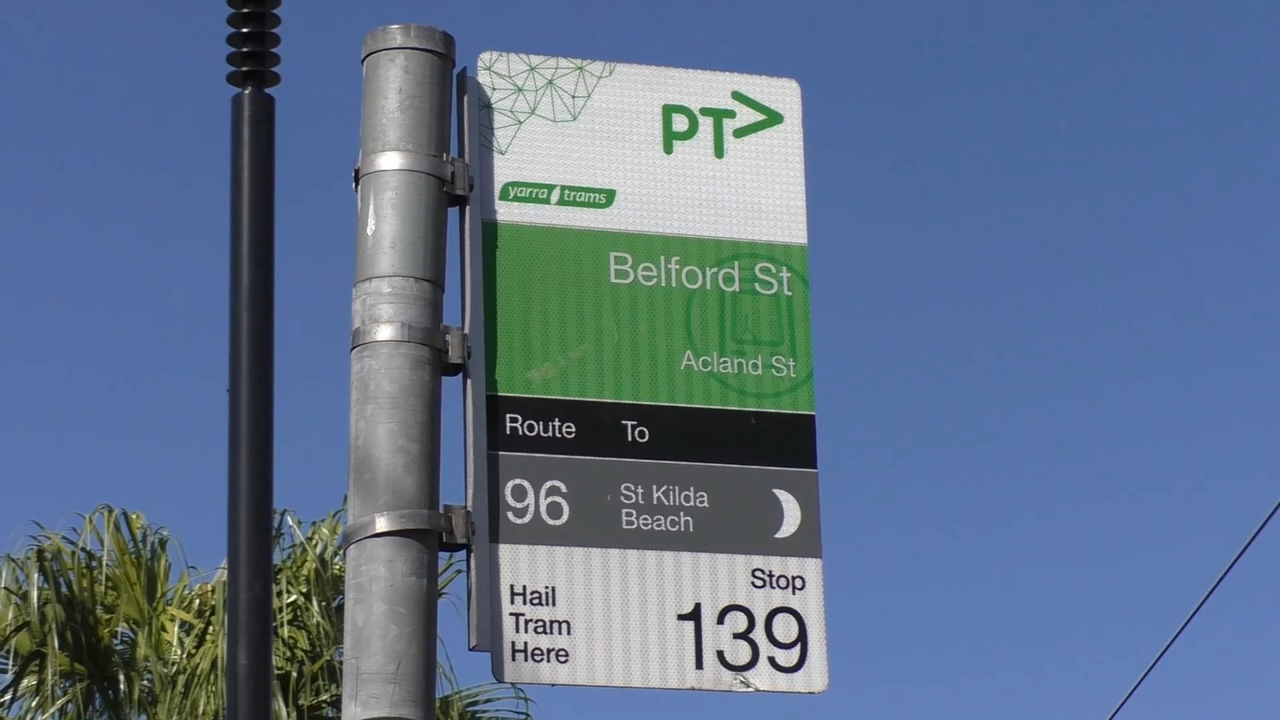 PT>
yarra trams
Belford St
Acland St
Route To
96 St Kilda
Beach
Stop
Hail
Tram
Here
139